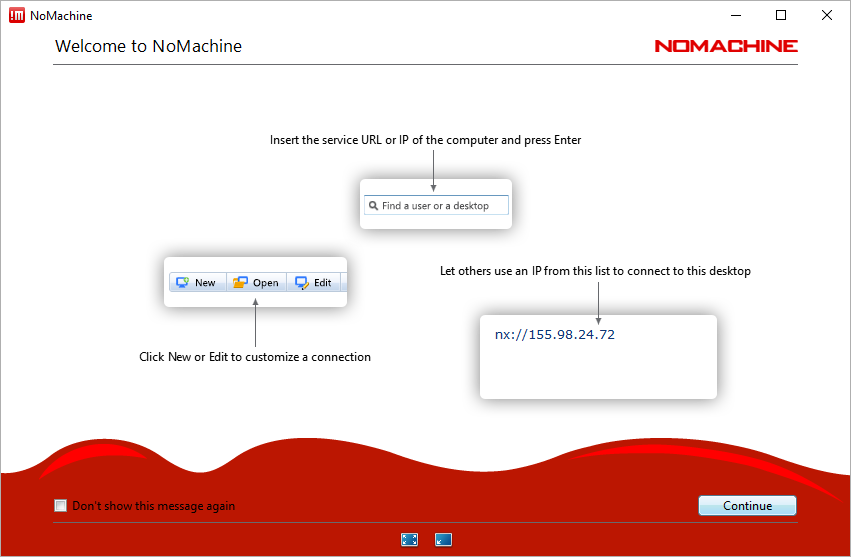 !M NoMachine
Welcome to NoMachine
NOMACHINE
Insert the service URL or IP of the computer and press Enter
Find a user or a desktop
New Open Edit
Click New or Edit to customize a connection
Let others use an IP from this list to connect to this desktop
nx://155.98.24.72
Don't show this message again
Continue